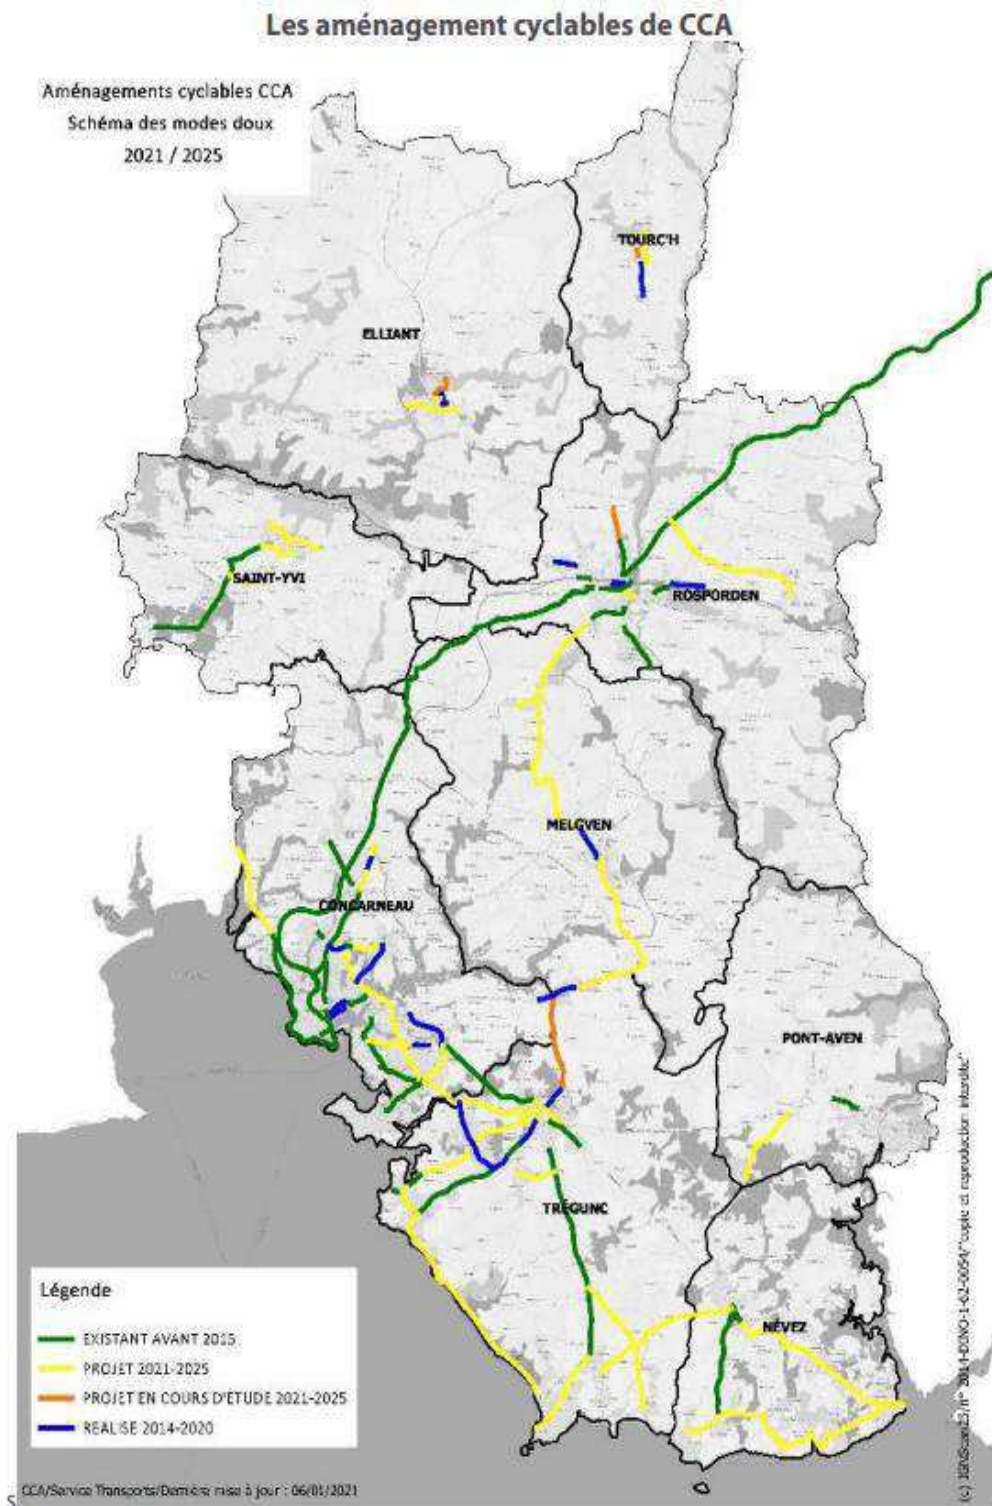 Les aménagement cyclables de CCA
Aménagements cyclables CCA
Schéma des modes doux
2021 / 2025
TOURC'H
ELLIANT
SAINT-YVI
ROSPORDEN
MELGVEN
CONCARNEAU
PONT-AVEN
TRÉGUNC
NÉVEZ
Légende
EXISTANT AVANT 2015
PROJET 2021-2025
PROJET EN COURS D'ETUDE 2021-2025
REALISE 2014-2020
CCA/Service Transports/Dernière mise à jour : 06/01/2021